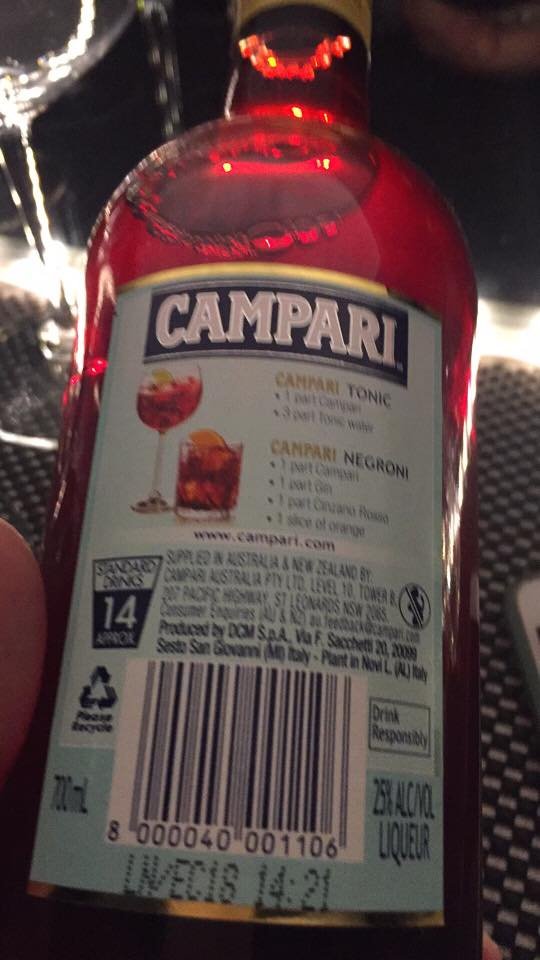 CAMPARI
CAMPARI TONIC
• 1 part Campari
• 3 part Tonic water
CAMPARI NEGRONI
• 1 part Campari
• 1 part Gin
• 1 part Cinzano Rosso
• 1 slice of orange
www.campari.com
STANDARD DRINKS
14
APPROX.
SUPPLIED IN AUSTRALIA & NEW ZEALAND BY:
CAMPARI AUSTRALIA PTY LTD, LEVEL 10, TOWER B,
207 PACIFIC HIGHWAY, ST LEONARDS NSW 2065.
Consumer Enquiries (AU & NZ) au.feedback@campari.com
Produced by DCM S.p.A., Via F. Sacchetti 20, 20099
Sesto San Giovanni (MI) Italy - Plant in Novi L. (AL) Italy
Please
Recycle
Drink
Responsibly
700mL
25% ALC/VOL
LIQUEUR
8 000040 001106
14:21